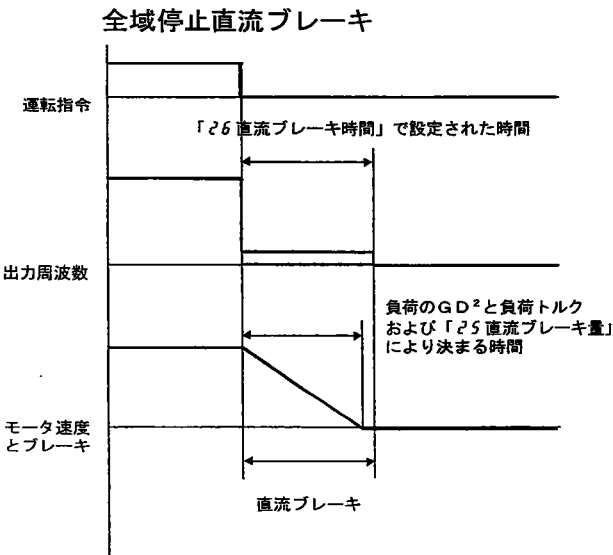 全域停止直流ブレーキ
運転指令
「26直流ブレーキ時間」で設定された時間
出力周波数
負荷のGD²と負荷トルク
および「25直流ブレーキ量」
により決まる時間
モータ速度
とブレーキ
直流ブレーキ